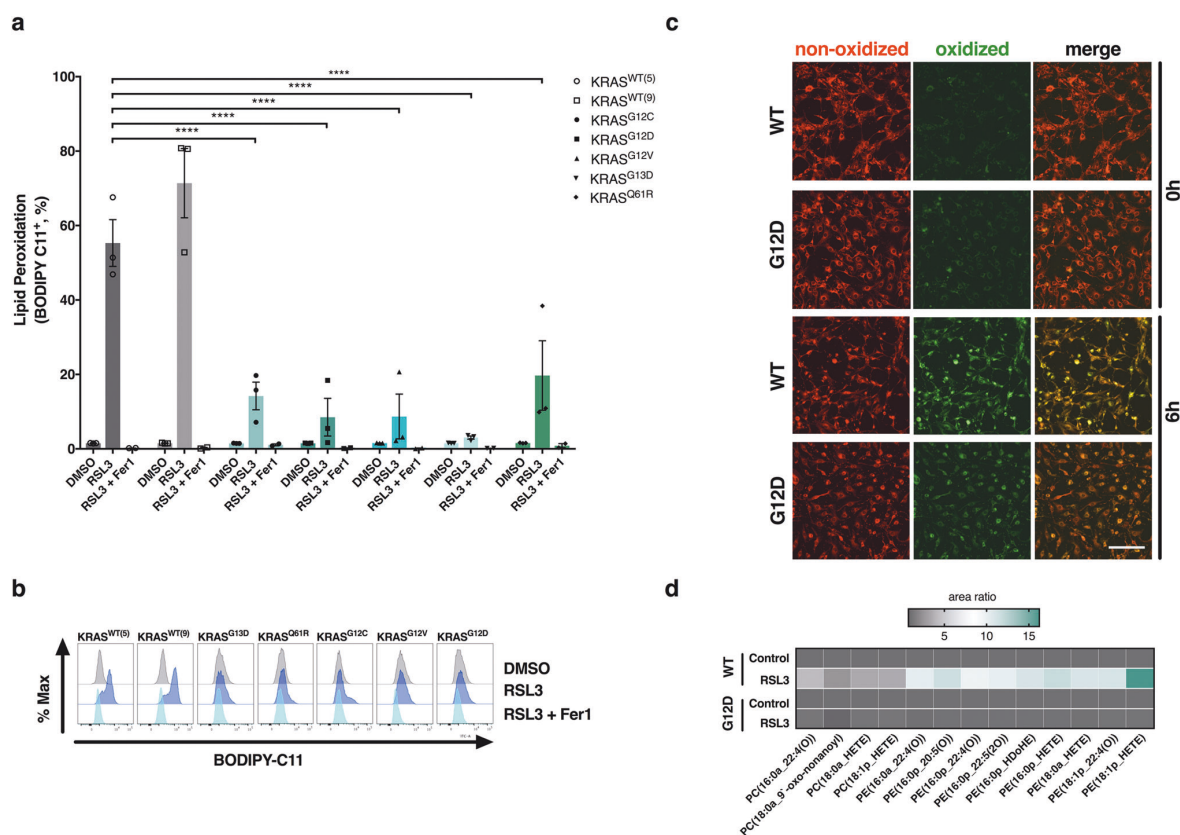 a
100
80
60
40
20
0
Lipid Peroxidation
(BODIPY C11⁺, %)
****
****
****
****
****
KRAS^WT(5)
KRAS^WT(9)
KRAS^G12C
KRAS^G12D
KRAS^G12V
KRAS^G13D
KRAS^Q61R
DMSO
RSL3
RSL3 + Fer1
DMSO
RSL3
RSL3 + Fer1
DMSO
RSL3
RSL3 + Fer1
DMSO
RSL3
RSL3 + Fer1
DMSO
RSL3
RSL3 + Fer1
DMSO
RSL3
RSL3 + Fer1
DMSO
RSL3
RSL3 + Fer1
b
KRAS^WT(5) KRAS^WT(9) KRAS^G13D KRAS^Q61R KRAS^G12C KRAS^G12V KRAS^G12D
% Max
DMSO
RSL3
RSL3 + Fer1
BODIPY-C11
c
non-oxidized oxidized merge
WT
G12D
0h
WT
G12D
6h
d
area ratio
5 10 15
WT
Control
RSL3
G12D
Control
RSL3
PC(16:0a_22:4(O))
PC(18:0a_9`-oxo-nonanoyl)
PC(18:0a_HETE)
PC(18:1p_HETE)
PE(16:0a_22:4(O))
PE(16:0p_20:5(O))
PE(16:0p_22:4(O))
PE(16:0p_22:5(2O))
PE(16:0p_HDoHE)
PE(16:0p_HETE)
PE(18:0a_HETE)
PE(18:1p_22:4(O))
PE(18:1p_HETE)